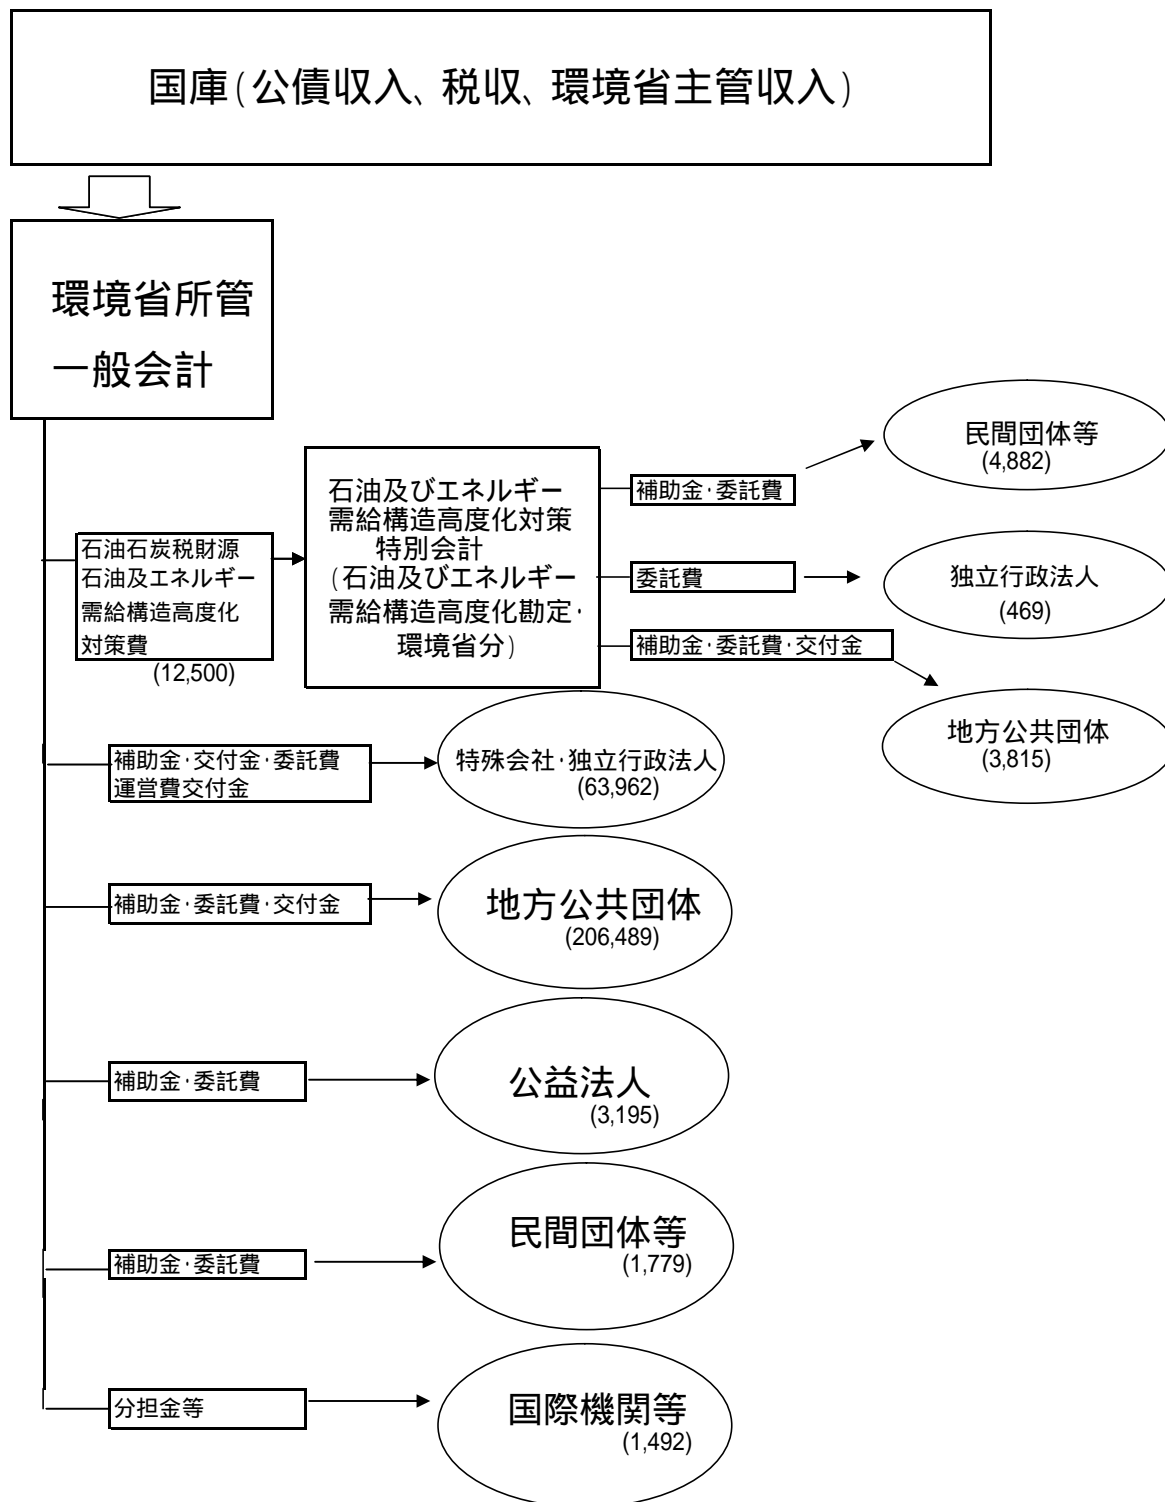 国庫(公債収入、税収、環境省主管収入)
環境省所管
一般会計
石油石炭税財源
石油及エネルギー
需給構造高度化
対策費
(12,500)
石油及びエネルギー
需給構造高度化対策
特別会計
(石油及びエネルギー
需給構造高度化勘定・
環境省分)
補助金・委託費
民間団体等
(4,882)
委託費
独立行政法人
(469)
補助金・委託費・交付金
地方公共団体
(3,815)
補助金・交付金・委託費
運営費交付金
特殊会社・独立行政法人
(63,962)
補助金・委託費・交付金
地方公共団体
(206,489)
補助金・委託費
公益法人
(3,195)
補助金・委託費
民間団体等
(1,779)
分担金等
国際機関等
(1,492)